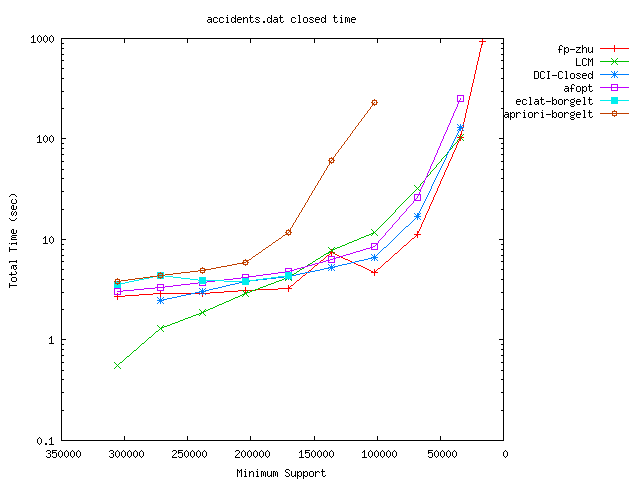 accidents.dat closed time
1000
100
10
1
0.1
Total Time (sec)
350000 300000 250000 200000 150000 100000 50000 0
Minimum Support
fp-zhu
LCM
DCI-Closed
afopt
eclat-borgelt
apriori-borgelt